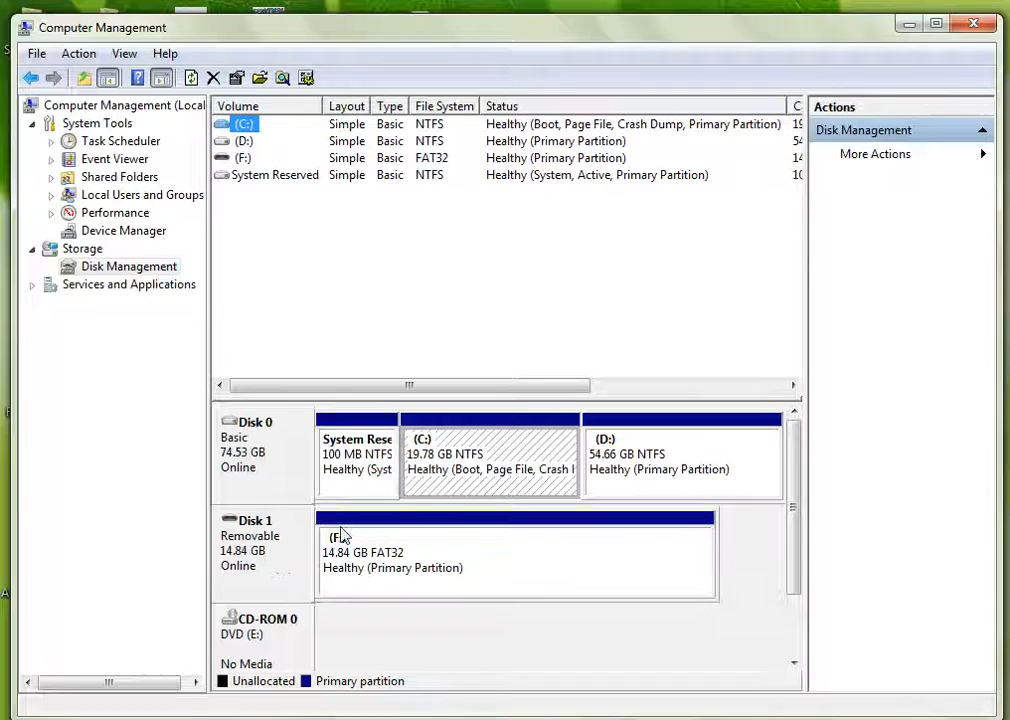 Computer Management
File Action View Help
Computer Management (Local
System Tools
Task Scheduler
Event Viewer
Shared Folders
Local Users and Groups
Performance
Device Manager
Storage
Disk Management
Services and Applications
Volume Layout Type File System Status C
(C:) Simple Basic NTFS Healthy (Boot, Page File, Crash Dump, Primary Partition) 19
(D:) Simple Basic NTFS Healthy (Primary Partition) 54
(F:) Simple Basic FAT32 Healthy (Primary Partition) 14
System Reserved Simple Basic NTFS Healthy (System, Active, Primary Partition) 10
Actions
Disk Management
More Actions
Disk 0
Basic
74.53 GB
Online
System Rese
100 MB NTFS
Healthy (Syst
(C:)
19.78 GB NTFS
Healthy (Boot, Page File, Crash
(D:)
54.66 GB NTFS
Healthy (Primary Partition)
Disk 1
Removable
14.84 GB
Online
(F
14.84 GB FAT32
Healthy (Primary Partition)
CD-ROM 0
DVD (E:)
No Media
Unallocated Primary partition